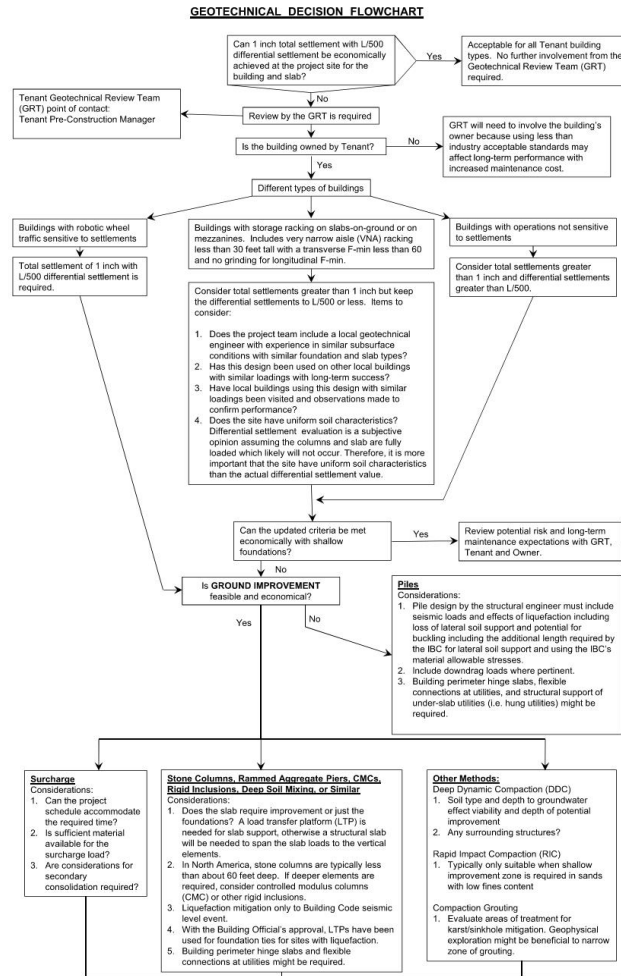 GEOTECHNICAL DECISION FLOWCHART
Can 1 inch total settlement with L/500
differential settlement be economically
achieved at the project site for the
building and slab?
Yes
Acceptable for all Tenant building
types. No further involvement from the
Geotechnical Review Team (GRT)
required.
No
Tenant Geotechnical Review Team
(GRT) point of contact:
Tenant Pre-Construction Manager
Review by the GRT is required
Is the building owned by Tenant?
No
GRT will need to involve the building's
owner because using less than
industry acceptable standards may
affect long-term performance with
increased maintenance cost.
Yes
Different types of buildings
Buildings with robotic wheel
traffic sensitive to settlements
Total settlement of 1 inch with
L/500 differential settlement is
required.
Buildings with storage racking on slabs-on-ground or on
mezzanines. Includes very narrow aisle (VNA) racking
less than 30 feet tall with a transverse F-min less than 60
and no grinding for longitudinal F-min.
Consider total settlements greater than 1 inch but keep
the differential settlements to L/500 or less. Items to
consider:
1. Does the project team include a local geotechnical
engineer with experience in similar subsurface
conditions with similar foundation and slab types?
2. Has this design been used on other local buildings
with similar loadings with long-term success?
3. Have local buildings using this design with similar
loadings been visited and observations made to
confirm performance?
4. Does the site have uniform soil characteristics?
Differential settlement evaluation is a subjective
opinion assuming the columns and slab are fully
loaded which likely will not occur. Therefore, it is more
important that the site have uniform soil characteristics
than the actual differential settlement value.
Buildings with operations not sensitive
to settlements
Consider total settlements greater
than 1 inch and differential settlements
greater than L/500.
Can the updated criteria be met
economically with shallow
foundations?
Yes
Review potential risk and long-term
maintenance expectations with GRT,
Tenant and Owner.
No
Is GROUND IMPROVEMENT
feasible and economical?
Yes
No
Piles
Considerations:
1. Pile design by the structural engineer must include
seismic loads and effects of liquefaction including
loss of lateral soil support and potential for
buckling including the additional length required by
the IBC for lateral soil support and using the IBC's
material allowable stresses.
2. Include downdrag loads where pertinent.
3. Building perimeter hinge slabs, flexible
connections at utilities, and structural support of
under-slab utilities (i.e. hung utilities) might be
required.
Surcharge
Considerations:
1. Can the project
schedule accommodate
the required time?
2. Is sufficient material
available for the
surcharge load?
3. Are considerations for
secondary
consolidation required?
Stone Columns, Rammed Aggregate Piers, CMCs,
Rigid Inclusions, Deep Soil Mixing, or Similar
Considerations:
1. Does the slab require improvement or just the
foundations? A load transfer platform (LTP) is
needed for slab support, otherwise a structural slab
will be needed to span the slab loads to the vertical
elements.
2. In North America, stone columns are typically less
than about 60 feet deep. If deeper elements are
required, consider controlled modulus columns
(CMC) or other rigid inclusions.
3. Liquefaction mitigation only to Building Code seismic
level event.
4. With the Building Official's approval, LTPs have been
used for foundation ties for sites with liquefaction.
5. Building perimeter hinge slabs and flexible
connections at utilities might be required.
Other Methods:
Deep Dynamic Compaction (DDC)
1. Soil type and depth to groundwater
effect viability and depth of potential
improvement
2. Any surrounding structures?
Rapid Impact Compaction (RIC)
1. Typically only suitable when shallow
improvement zone is required in sands
with low fines content
Compaction Grouting
1. Evaluate areas of treatment for
karst/sinkhole mitigation. Geophysical
exploration might be beneficial to narrow
zone of grouting.